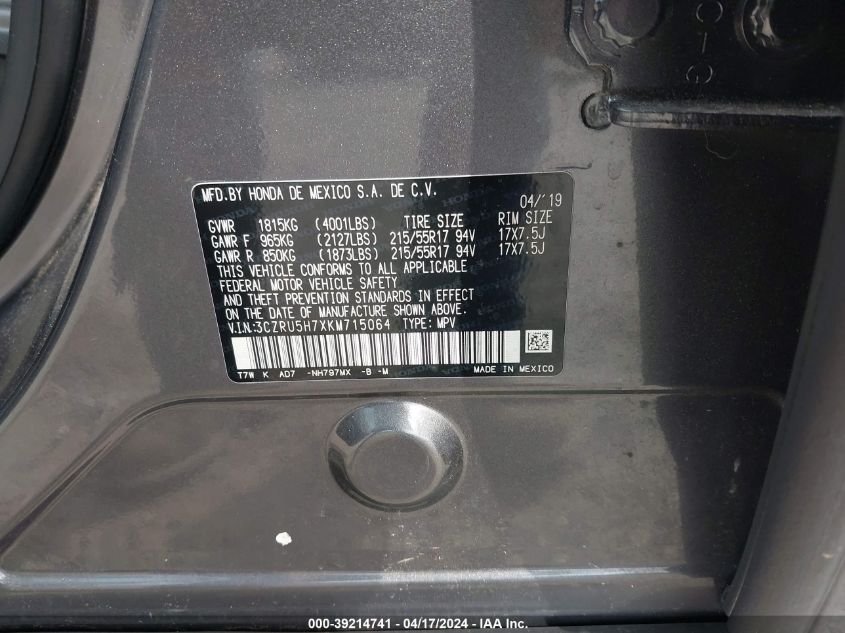 MFD.BY HONDA DE MEXICO S.A. DE C.V.
04/'19
GVWR 1815KG (4001LBS) TIRE SIZE RIM SIZE
GAWR F 965KG (2127LBS) 215/55R17 94V 17X7.5J
GAWR R 850KG (1873LBS) 215/55R17 94V 17X7.5J
THIS VEHICLE CONFORMS TO ALL APPLICABLE
FEDERAL MOTOR VEHICLE SAFETY
AND THEFT PREVENTION STANDARDS IN EFFECT
ON THE DATE OF MANUFACTURE SHOWN ABOVE.
V.I.N:3CZRU5H7XKM715064 TYPE: MPV
T7W K AD7 -NH797MX -B -M MADE IN MEXICO
000-39214741 - 04/17/2024 - IAA Inc.